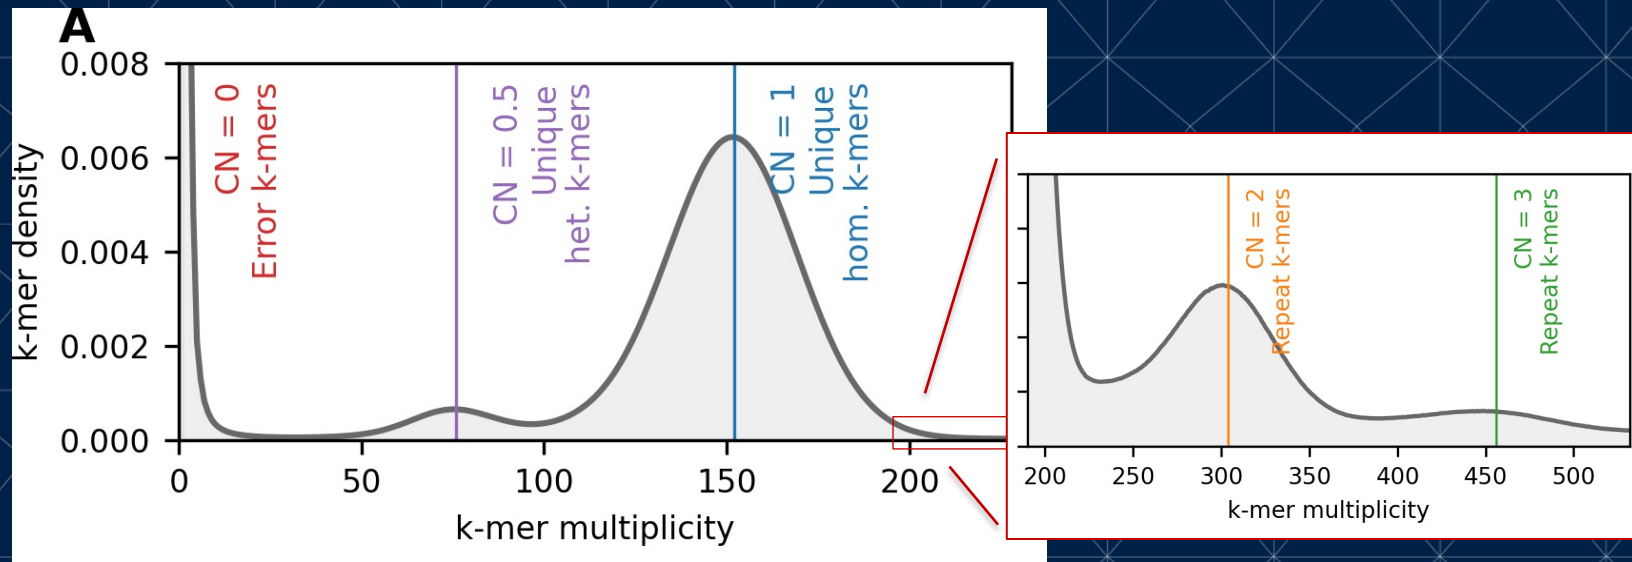 A
0.008
0.006
0.004
0.002
0.000
k-mer density
CN = 0
Error k-mers
CN = 0.5
Unique
het. k-mers
CN = 1
Unique
hom. k-mers
0
50
100
150
200
k-mer multiplicity
CN = 2
Repeat k-mers
CN = 3
Repeat k-mers
200
250
300
350
400
450
500
k-mer multiplicity